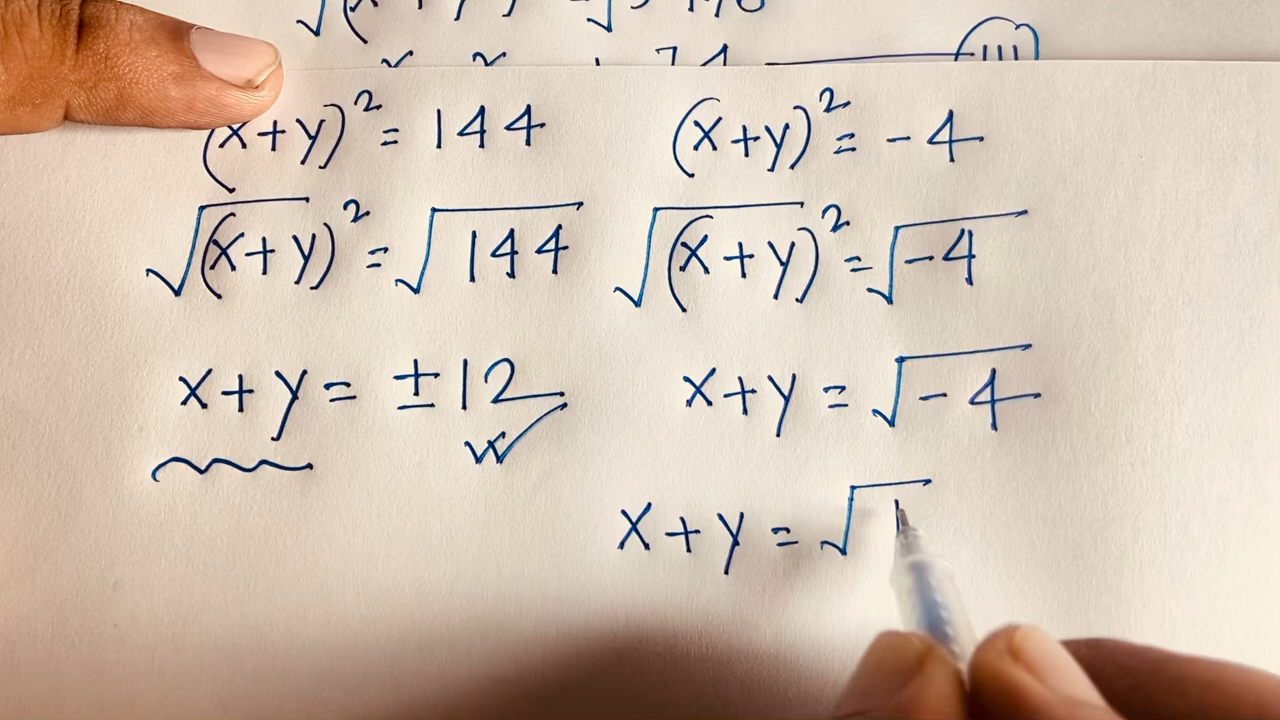 (x+y)² = 144
√(x+y)² = √144
x+y = ±12
(x+y)² = -4
√(x+y)² = √-4
x+y = √-4
x+y = √